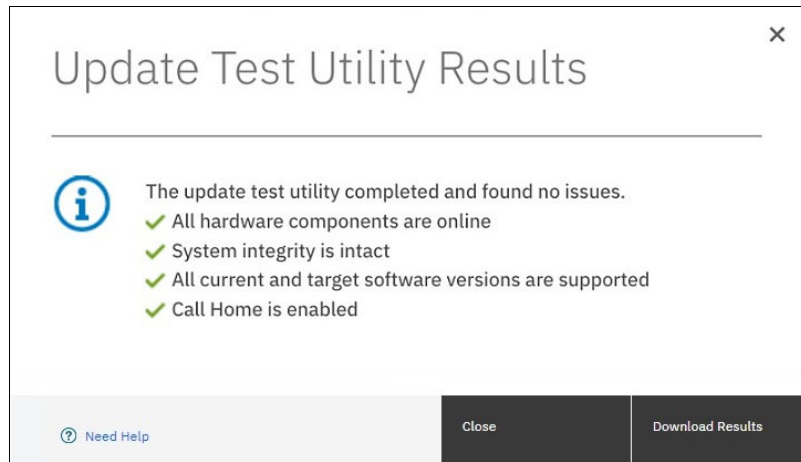 Update Test Utility Results
The update test utility completed and found no issues.
All hardware components are online
System integrity is intact
All current and target software versions are supported
Call Home is enabled
Need Help
Close
Download Results